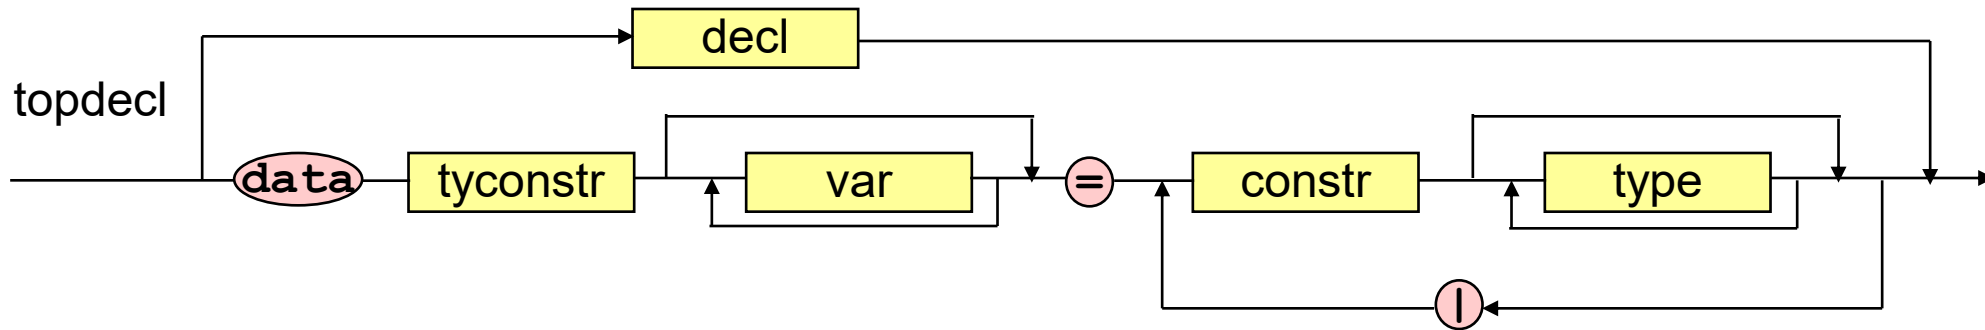 decl
topdecl
data tyconstr var = constr type
|